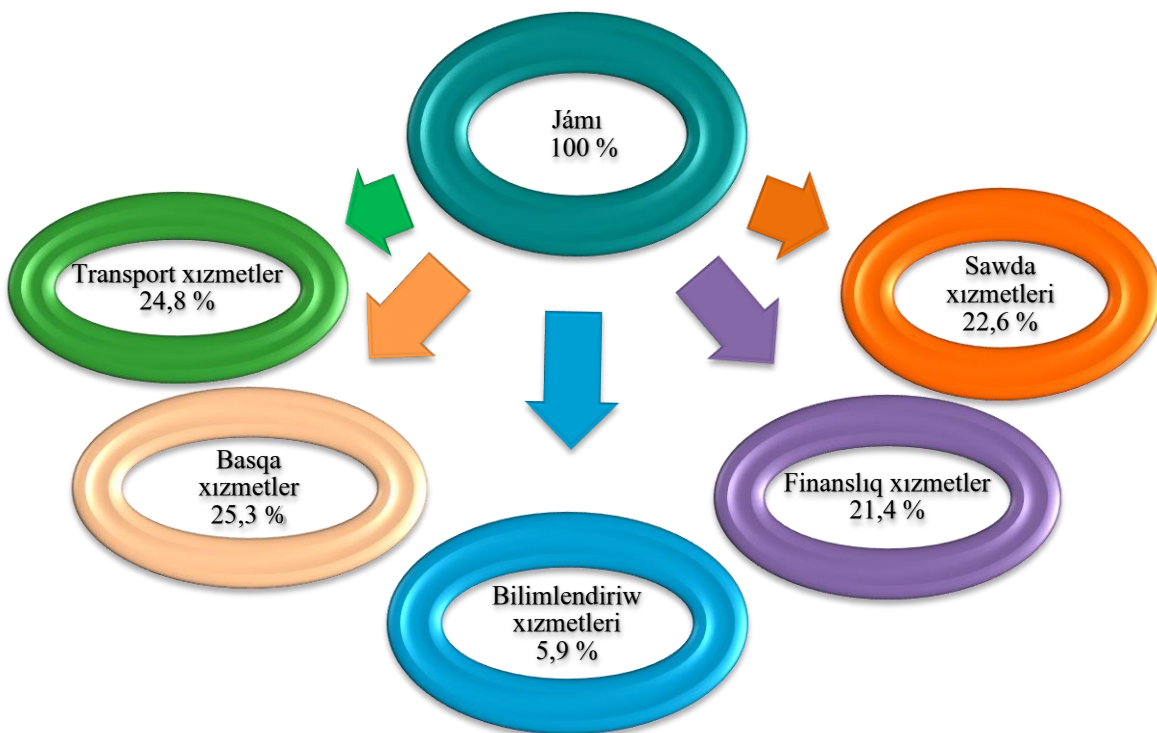 Jámı
100 %
Transport xızmetler
24,8 %
Sawda
xızmetleri
22,6 %
Basqa
xızmetler
25,3 %
Finanslıq xızmetler
21,4 %
Bilimlendiriw
xızmetleri
5,9 %